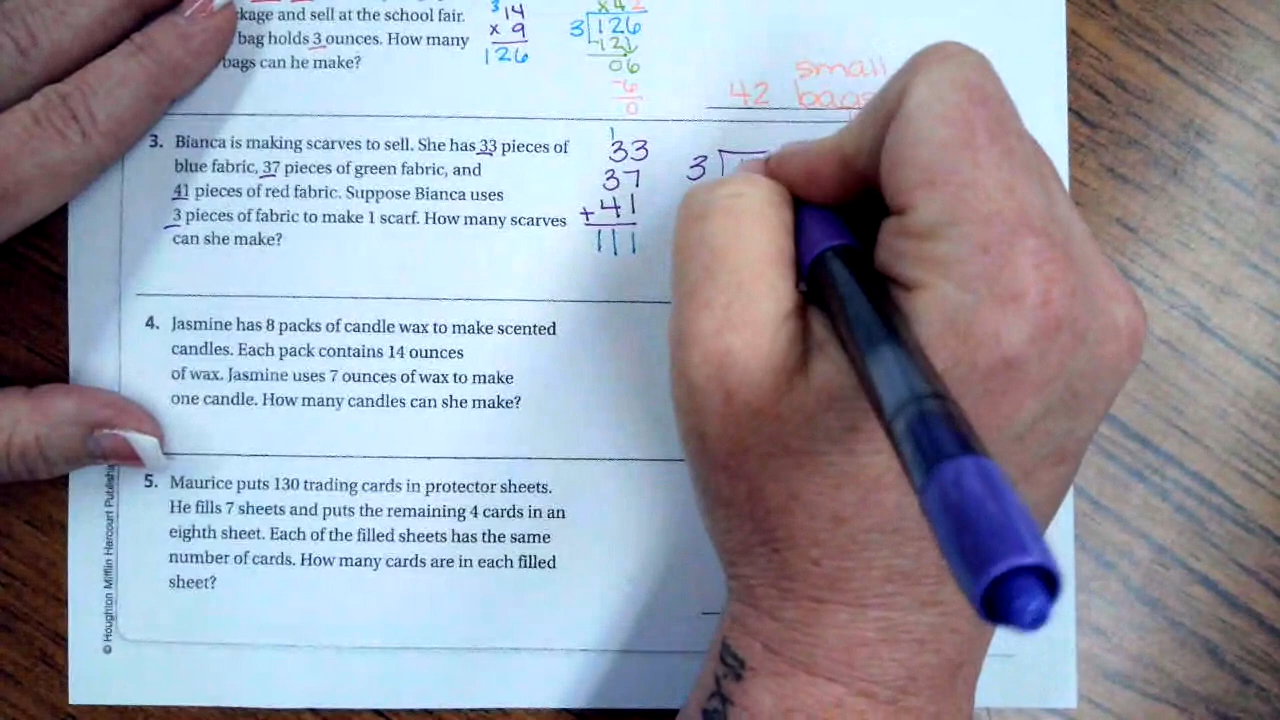 kage and sell at the school fair.
bag holds 3 ounces. How many
bags can he make?
3
14
x 9
126
x42
3 126
-12
06
-6
0
42 small
bags
3. Bianca is making scarves to sell. She has 33 pieces of
blue fabric, 37 pieces of green fabric, and
41 pieces of red fabric. Suppose Bianca uses
3 pieces of fabric to make 1 scarf. How many scarves
can she make?
1
33
37
+ 41
111
3
4. Jasmine has 8 packs of candle wax to make scented
candles. Each pack contains 14 ounces
of wax. Jasmine uses 7 ounces of wax to make
one candle. How many candles can she make?
5. Maurice puts 130 trading cards in protector sheets.
He fills 7 sheets and puts the remaining 4 cards in an
eighth sheet. Each of the filled sheets has the same
number of cards. How many cards are in each filled
sheet?
© Houghton Mifflin Harcourt Publishi